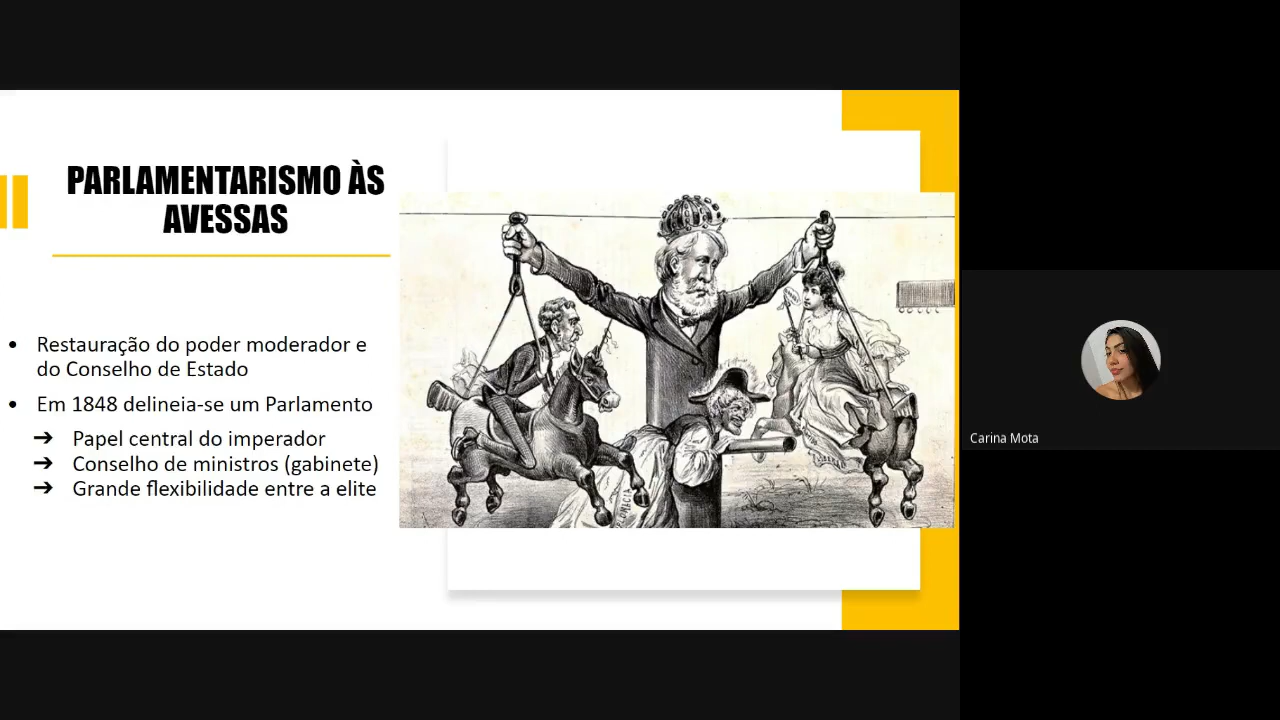 PARLAMENTARISMO ÀS
AVESSAS
• Restauração do poder moderador e
do Conselho de Estado
• Em 1848 delineia-se um Parlamento
➔ Papel central do imperador
➔ Conselho de ministros (gabinete)
➔ Grande flexibilidade entre a elite
Carina Mota